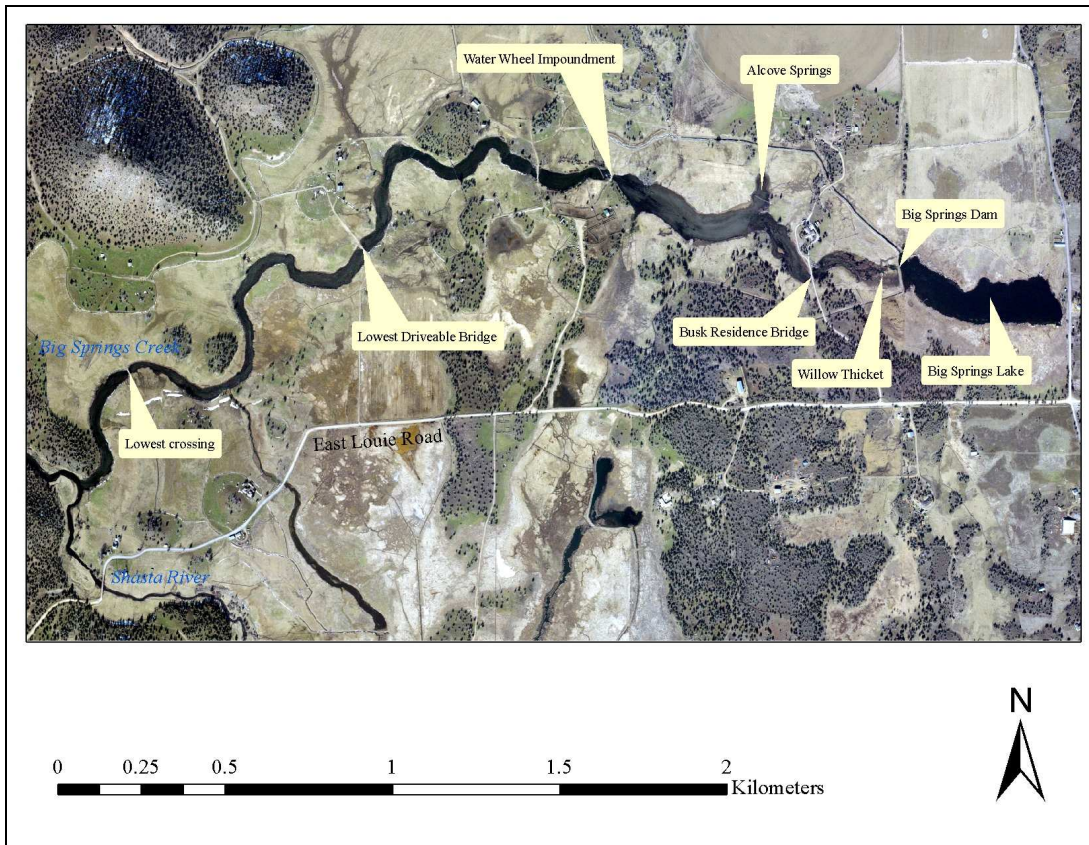 Water Wheel Impoundment
Alcove Springs
Big Springs Dam
Busk Residence Bridge
Lowest Driveable Bridge
Big Springs Creek
Willow Thicket
Big Springs Lake
Lowest crossing
East Louie Road
Shasta River
N
0 0.25 0.5 1 1.5 2
Kilometers